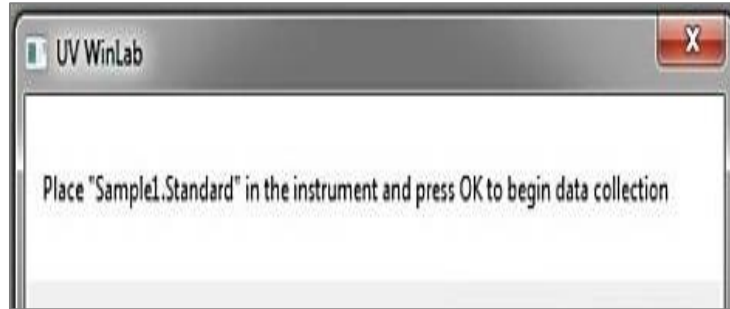 UV WinLab
Place "Sample1.Standard" in the instrument and press OK to begin data collection